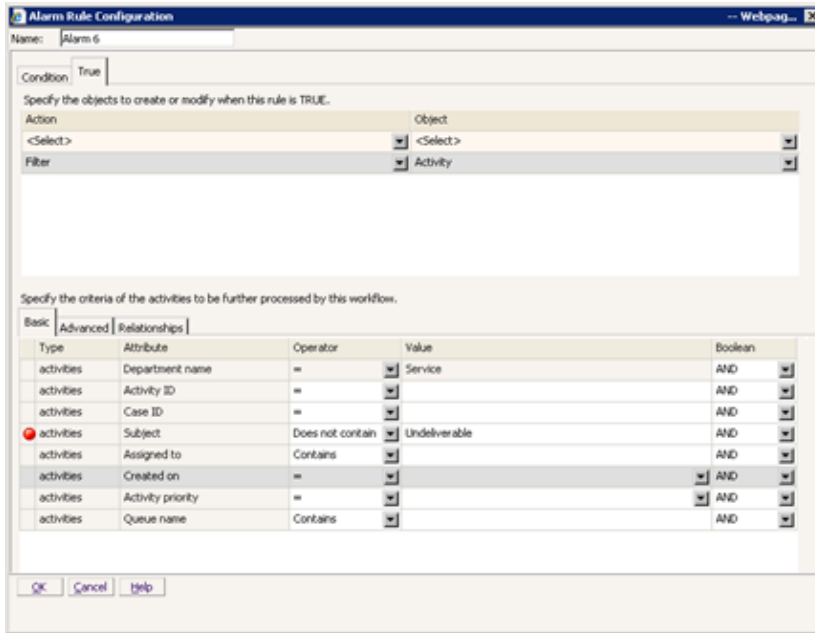 Alarm Rule Configuration -- Webpag...
Name: Alarm 6
Condition True
Specify the objects to create or modify when this rule is TRUE.
Action Object
<Select> <Select>
Filter Activity
Specify the criteria of the activities to be further processed by this workflow.
Basic Advanced Relationships
Type Attribute Operator Value Boolean
activities Department name = Service AND
activities Activity ID = AND
activities Case ID = AND
activities Subject Does not contain Undeliverable AND
activities Assigned to Contains AND
activities Created on = AND
activities Activity priority = AND
activities Queue name Contains AND
OK Cancel Help